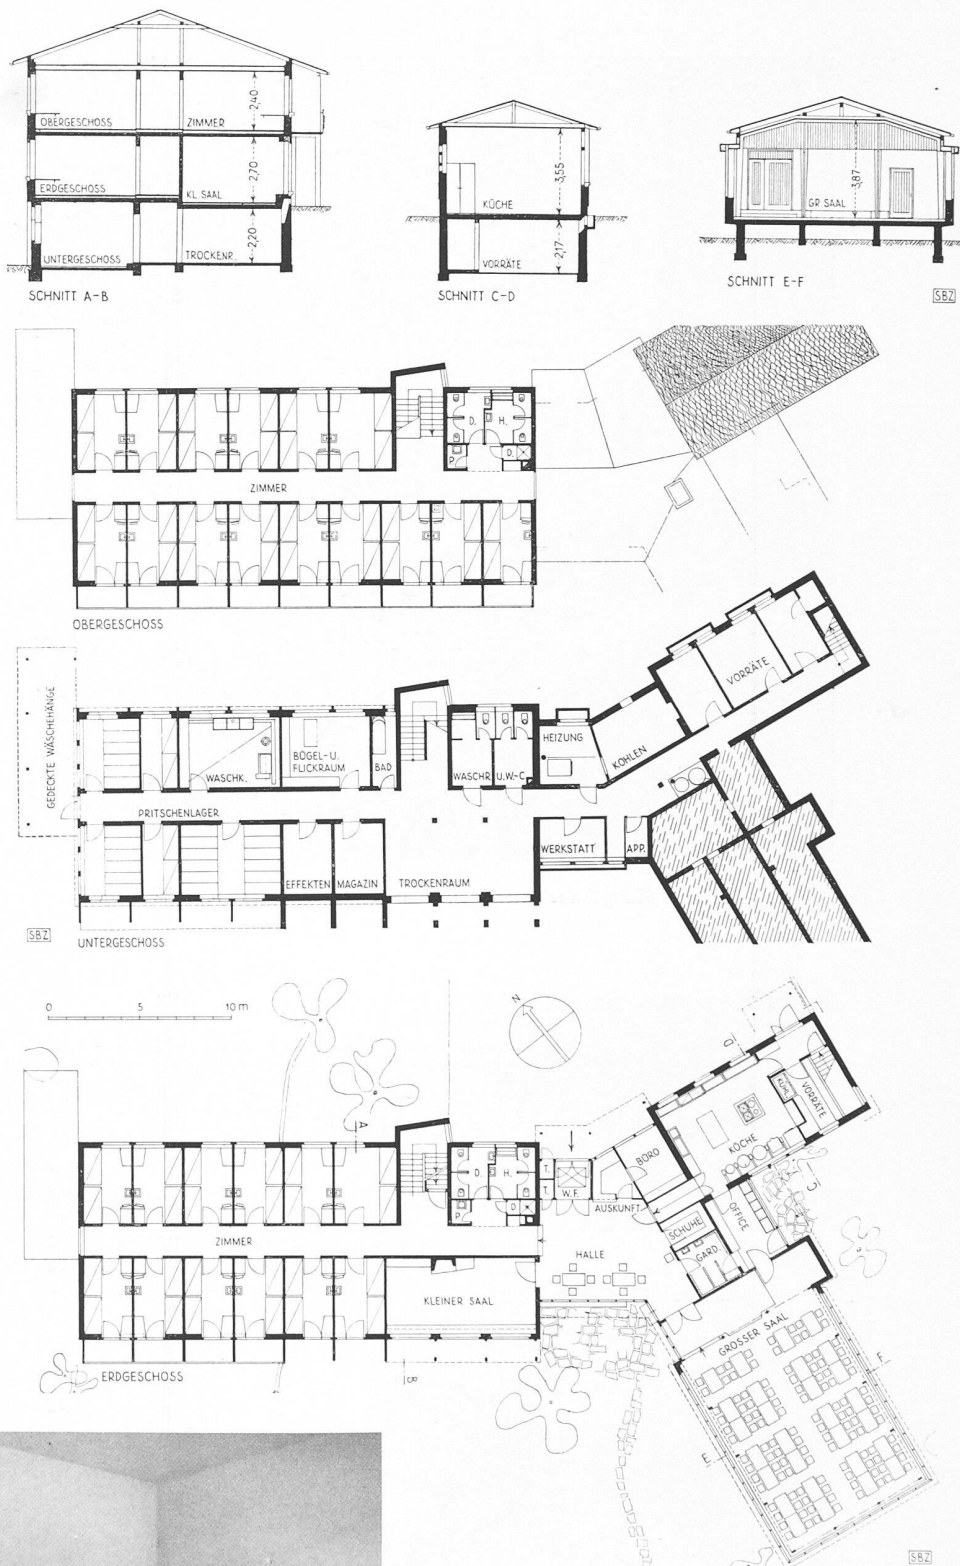 OBERGESCHOSS
ZIMMER
2,40
ERDGESCHOSS
KL. SAAL
2,70
UNTERGESCHOSS
TROCKENR.
2,20
SCHNITT A-B
KÜCHE
3,55
VORRÄTE
2,17
SCHNITT C-D
GR SAAL
3,87
SCHNITT E-F
SBZ
D.
H.
P.
D.
ZIMMER
OBERGESCHOSS
GEDECKTE WÄSCHEHÄNGE
WASCHK.
BÜGEL-U.
FLICKRAUM
BAD
WASCHR.
U.W.-C
HEIZUNG
KOHLEN
VORRÄTE
PRITSCHENLAGER
EFFEKTEN
MAGAZIN
TROCKENRAUM
WERKSTATT
APP.
SBZ
UNTERGESCHOSS
0
5
10 m
N
A
D
C
D.
H.
P.
D
T.
T.
W.F.
BÜRO
AUSKUNFT
KÜCHE
KÜHL
VORRÄTE
OFFICE
SCHUHE
GARD.
ZIMMER
HALLE
KLEINER SAAL
GROSSER SAAL
ERDGESCHOSS
B
E
F
SBZ